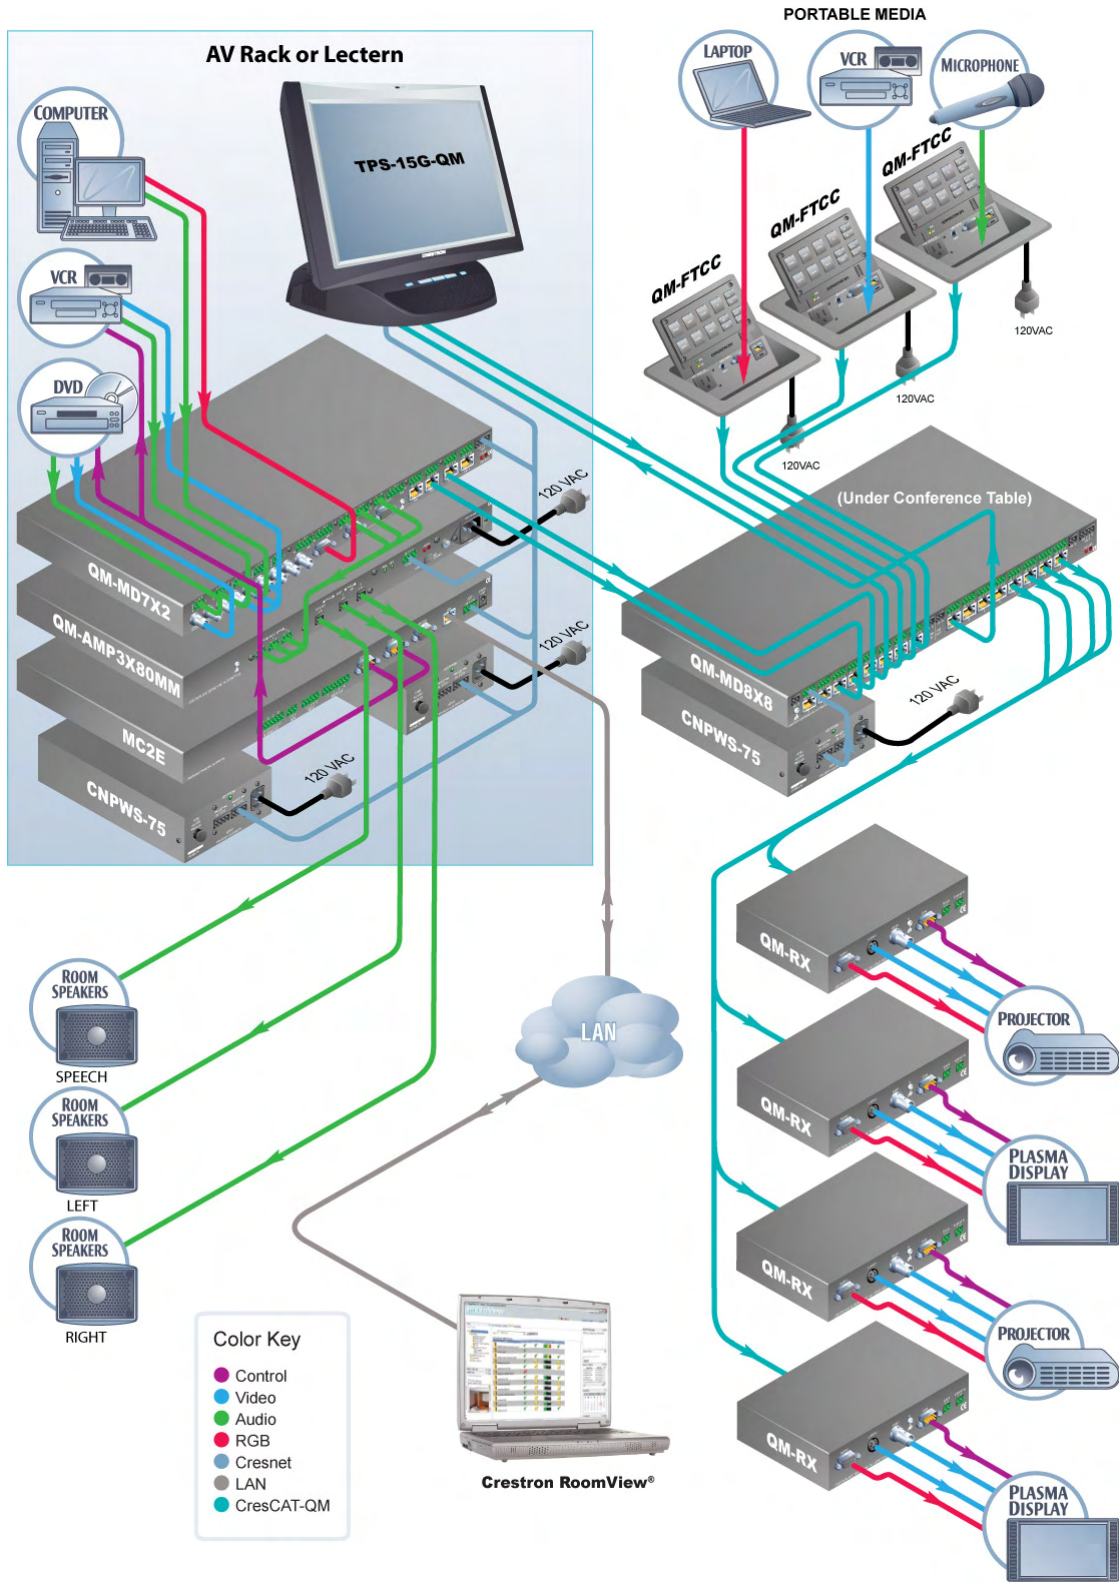 PORTABLE MEDIA
AV Rack or Lectern
LAPTOP
VCR
MICROPHONE
COMPUTER
TPS-15G-QM
QM-FTCC
QM-FTCC
QM-FTCC
VCR
120VAC
120VAC
120VAC
DVD
120 VAC
(Under Conference Table)
QM-MD7X2
QM-AMP3X80MM
120 VAC
QM-MD8X8
MC2E
120 VAC
CNPWS-75
120 VAC
CNPWS-75
QM-RX
ROOM
SPEAKERS
SPEECH
PROJECTOR
LAN
QM-RX
ROOM
SPEAKERS
LEFT
PLASMA
DISPLAY
ROOM
SPEAKERS
RIGHT
QM-RX
PROJECTOR
Color Key
Control
Video
Audio
RGB
Cresnet
LAN
CresCAT-QM
Crestron RoomView®
QM-RX
PLASMA
DISPLAY